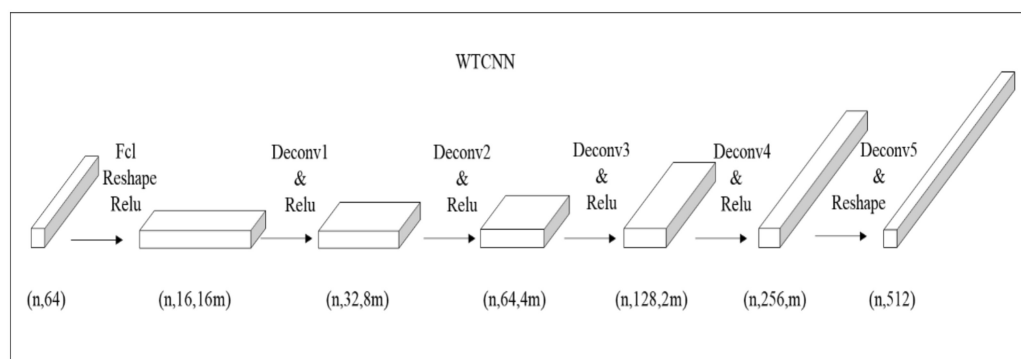 WTCNN
Fcl
Reshape
Relu
Deconv1
&
Relu
Deconv2
&
Relu
Deconv3
&
Relu
Deconv4
&
Relu
Deconv5
&
Reshape
(n,64)
(n,16,16m)
(n,32,8m)
(n,64,4m)
(n,128,2m)
(n,256,m)
(n,512)